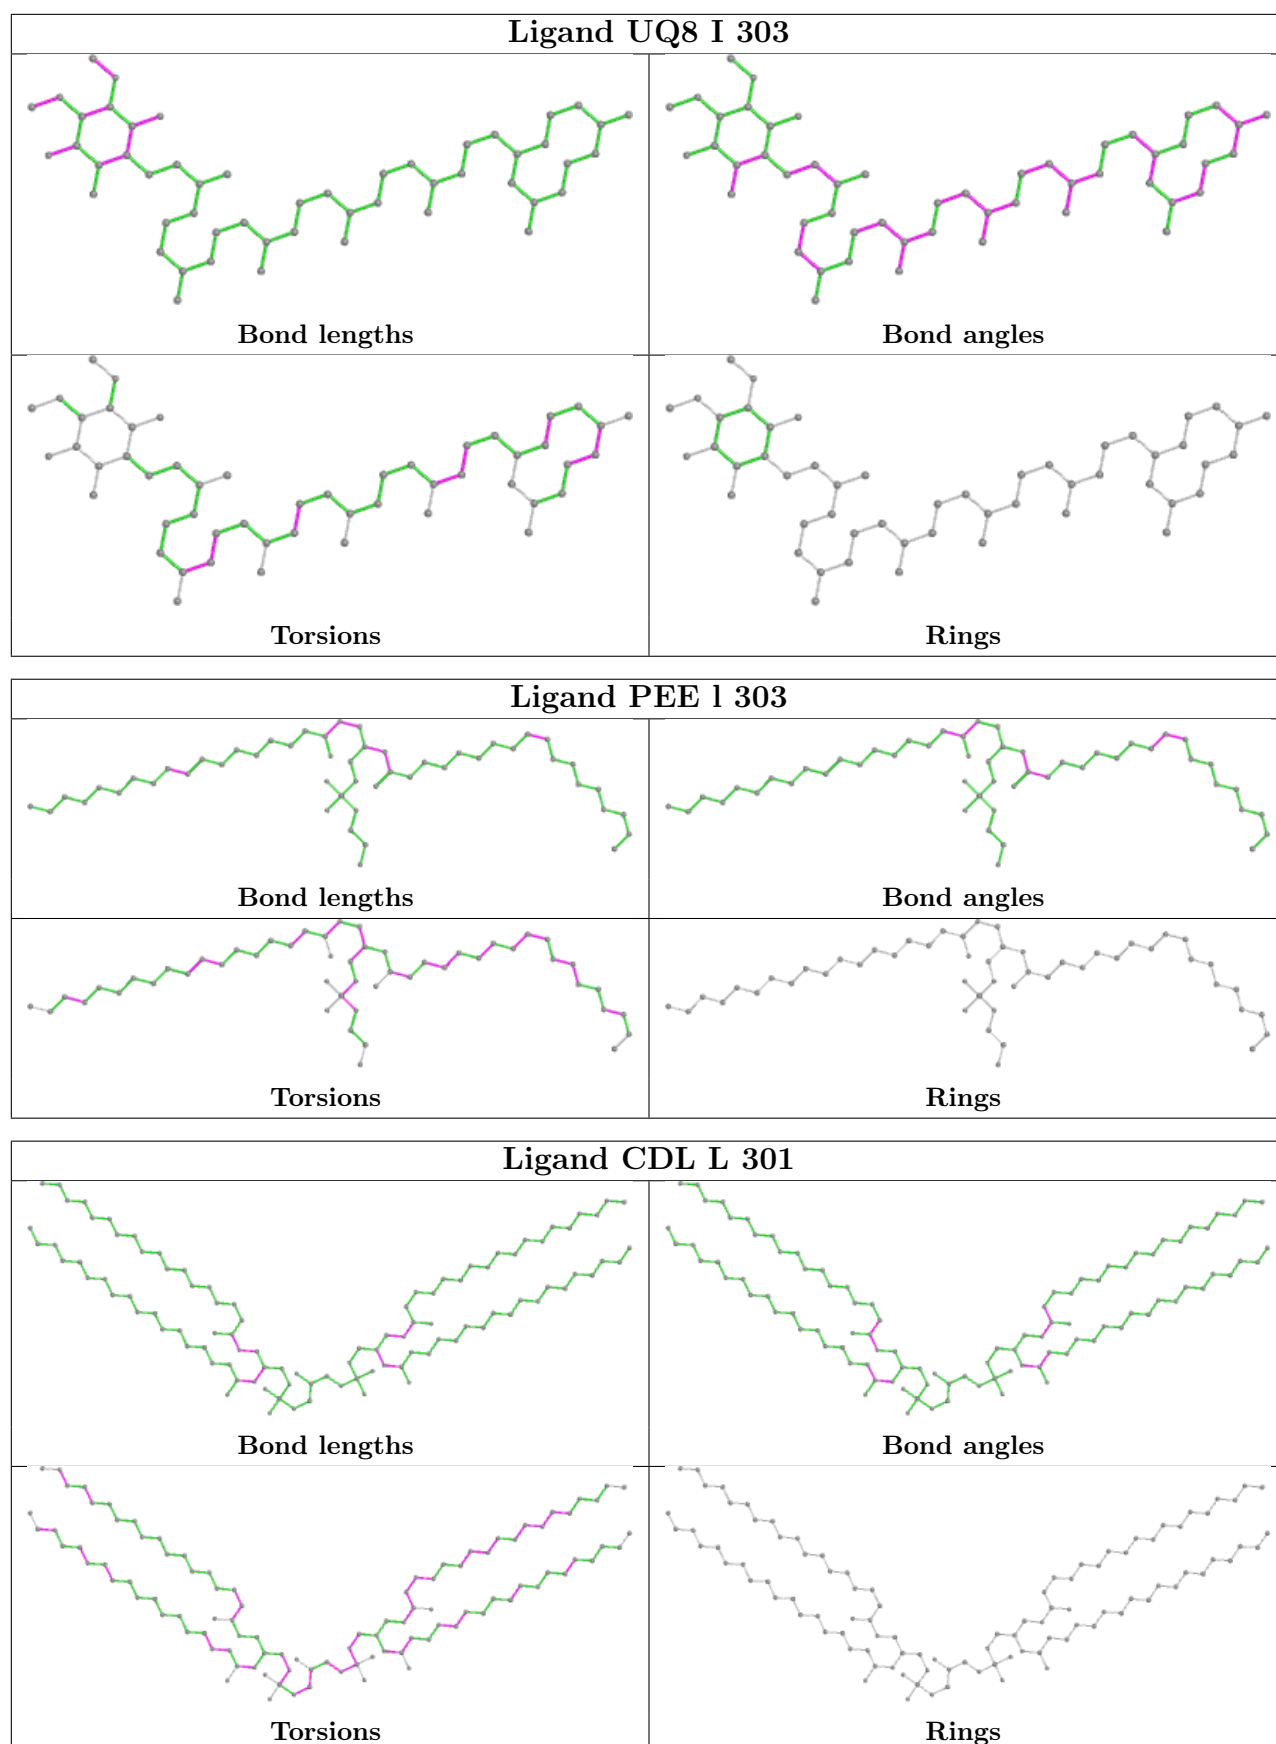 Ligand UQ8 I 303
Bond lengths
Bond angles
Torsions
Rings
Ligand PEE l 303
Bond lengths
Bond angles
Torsions
Rings
Ligand CDL L 301
Bond lengths
Bond angles
Torsions
Rings